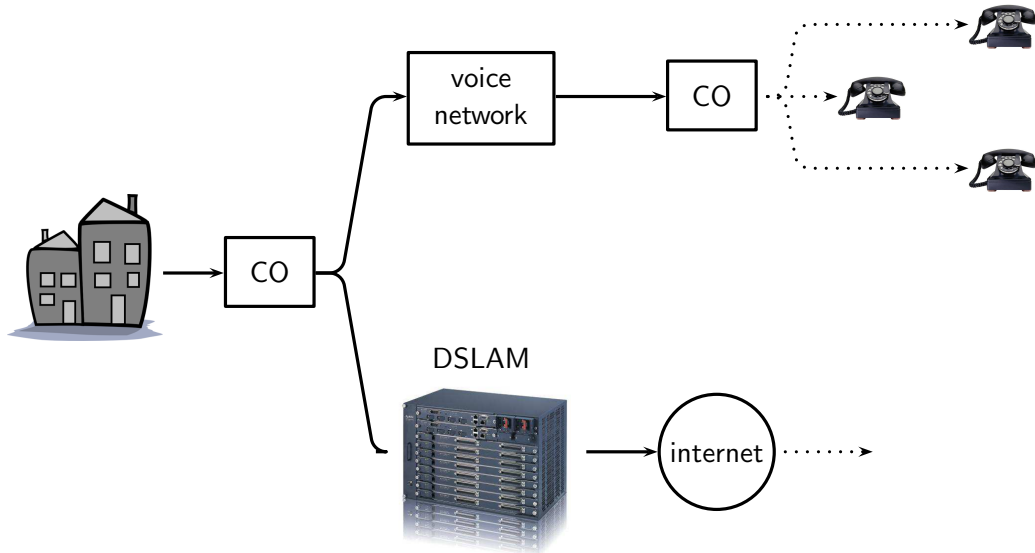 voice
network
CO
CO
DSLAM
internet